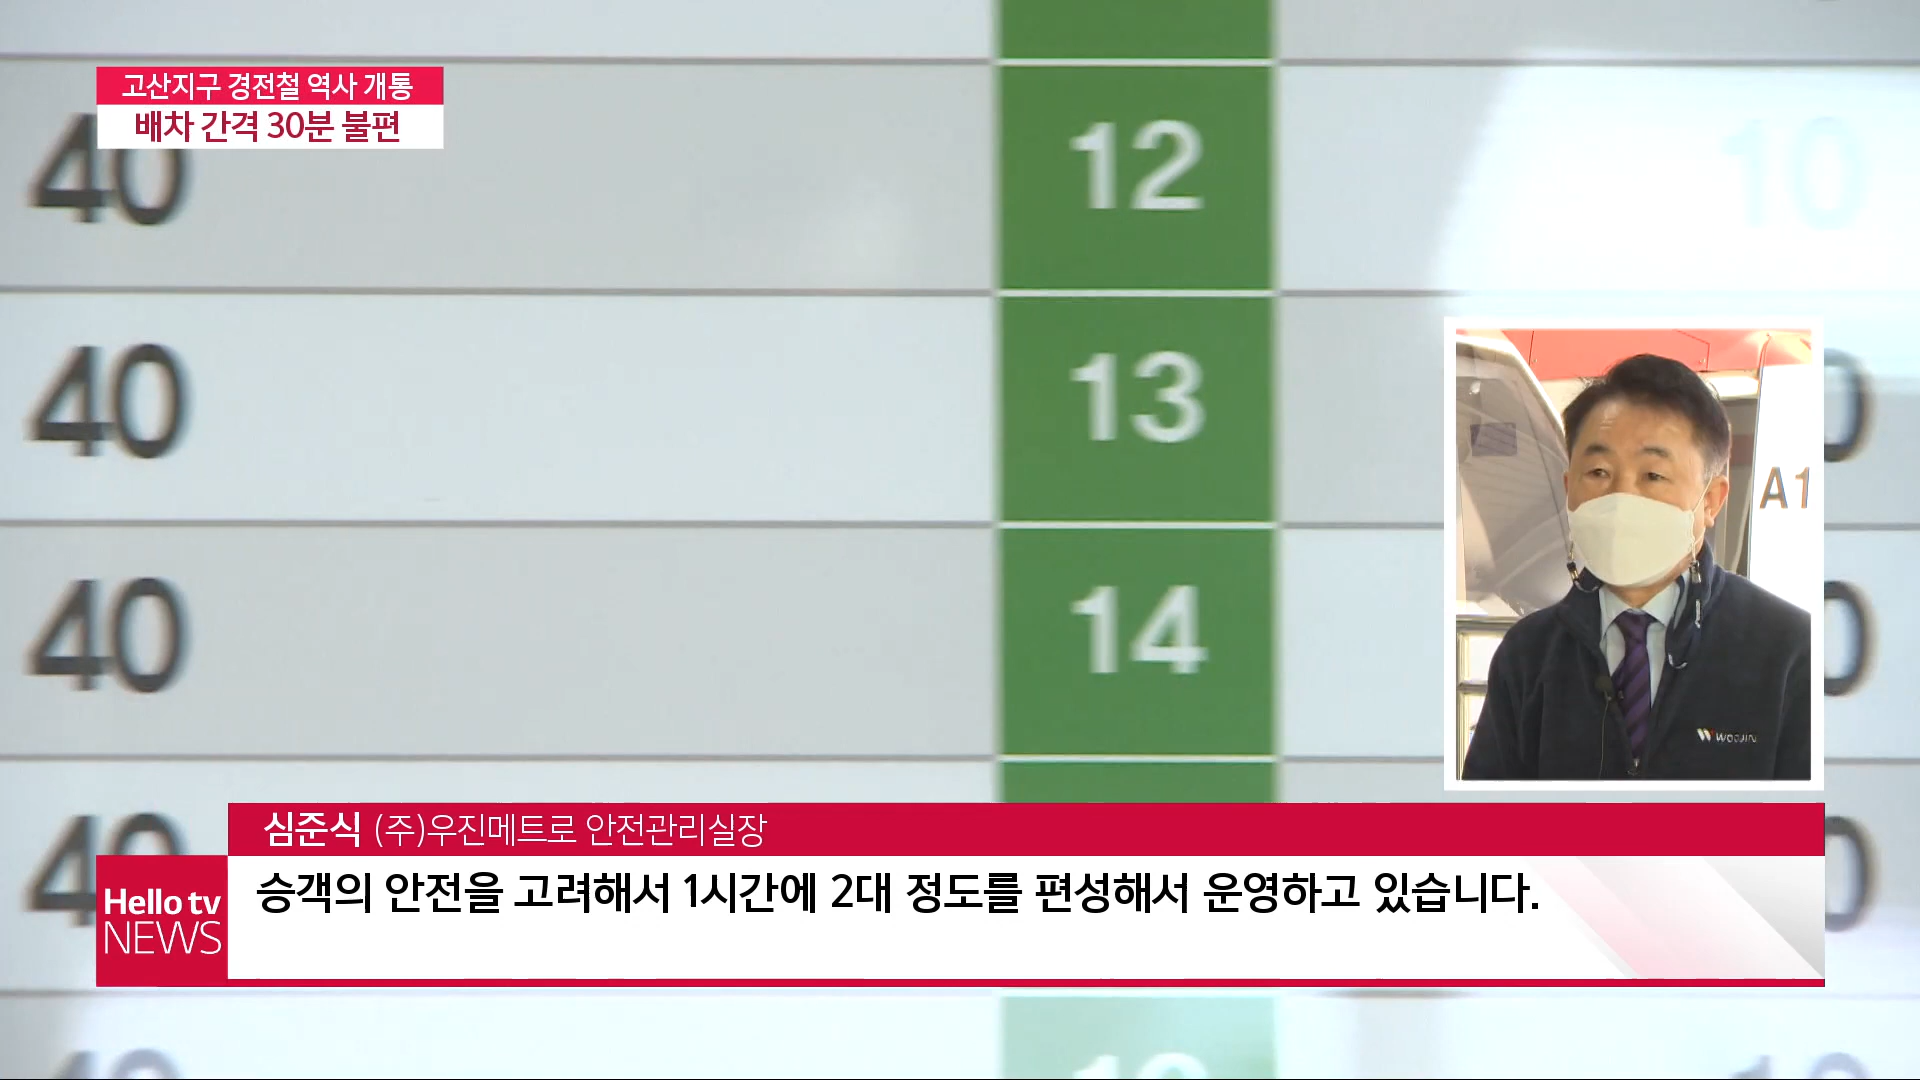 고산지구 경전철 역사 개통
배차 간격 30분 불편
40 12 10
40 13
40 14
A1
WOOJIN
40
심준식 (주)우진메트로 안전관리실장
승객의 안전을 고려해서 1시간에 2대 정도를 편성해서 운영하고 있습니다.
Hello tv
NEWS